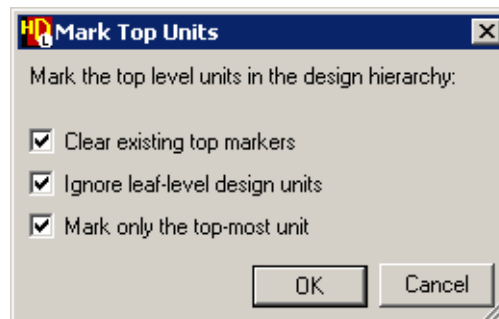 HD L Mark Top Units
Mark the top level units in the design hierarchy:
Clear existing top markers
Ignore leaf-level design units
Mark only the top-most unit
OK Cancel